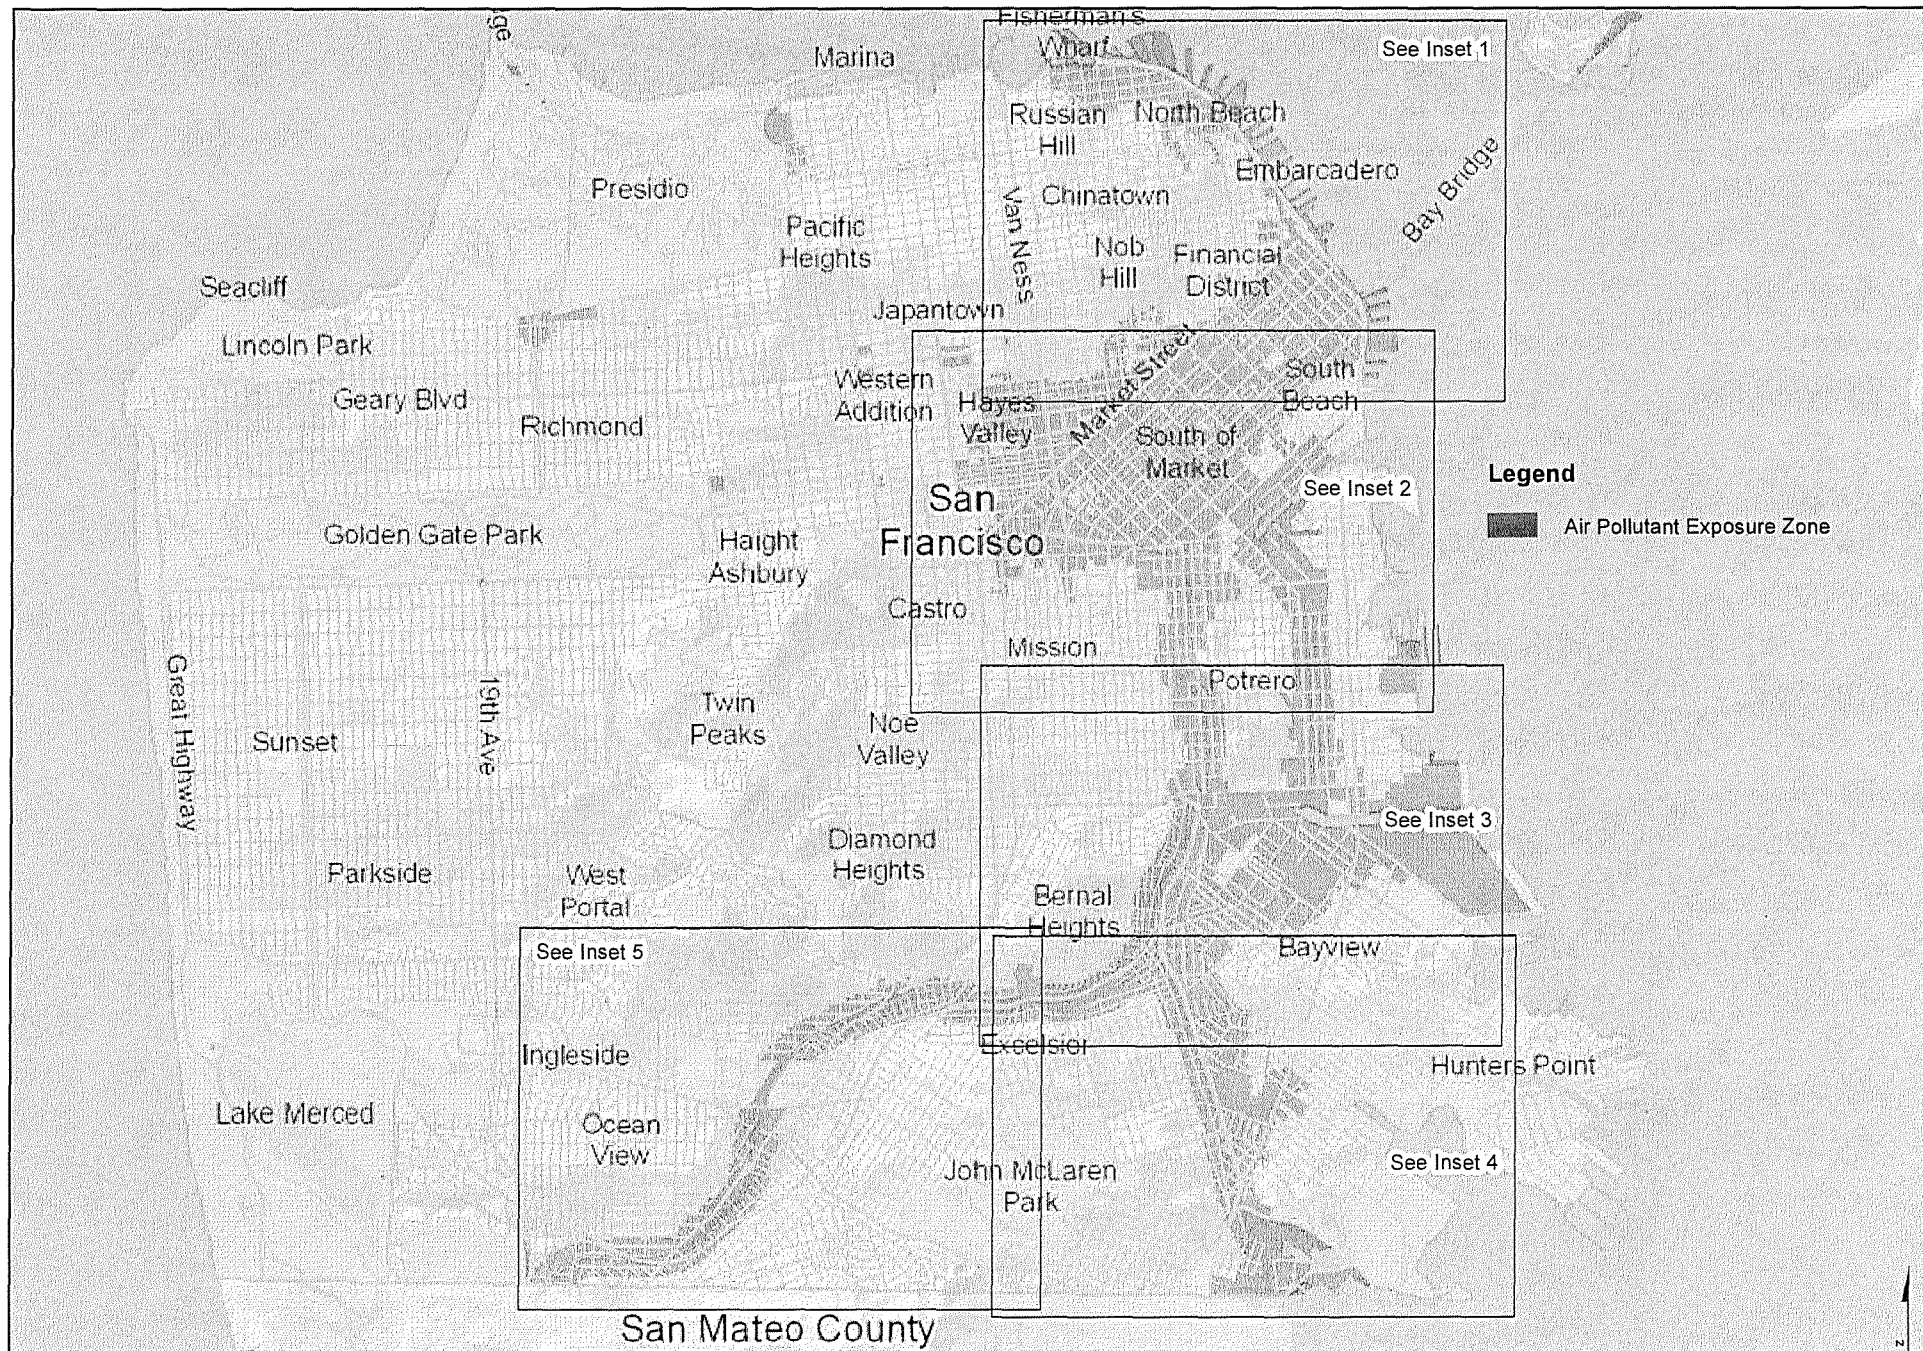 Fisherman's
Wharf
See Inset 1
Marina
Russian
Hill
North Beach
Embarcadero
Bay Bridge
Presidio
Chinatown
Van Ness
Pacific
Heights
Nob
Hill
Financial
District
Seacliff
Japantown
Lincoln Park
Market Street
Western
Addition
South
Beach
Geary Blvd
Hayes
Valley
Richmond
South of
Market
Legend
See Inset 2
San
Francisco
Air Pollutant Exposure Zone
Golden Gate Park
Haight
Ashbury
Castro
Mission
Great Highway
19th Ave
Potrero
Twin
Peaks
Noe
Valley
Sunset
See Inset 3
Diamond
Heights
Parkside
West
Portal
Bernal
Heights
Bayview
See Inset 5
Excelsior
Ingleside
Hunters Point
Lake Merced
Ocean
View
See Inset 4
John McLaren
Park
San Mateo County
z